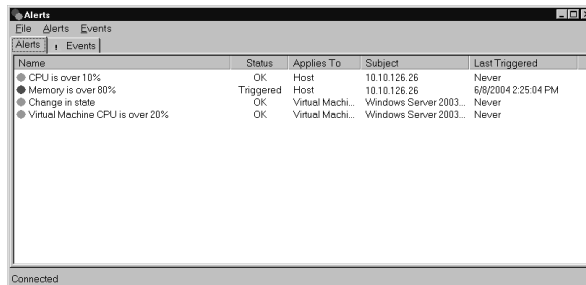 Alerts
File Alerts Events
Alerts ! Events
Name Status Applies To Subject Last Triggered
CPU is over 10% OK Host 10.10.126.26 Never
Memory is over 80% Triggered Host 10.10.126.26 6/8/2004 2:25:04 PM
Change in state OK Virtual Machi... Windows Server 2003... Never
Virtual Machine CPU is over 20% OK Virtual Machi... Windows Server 2003... Never
Connected